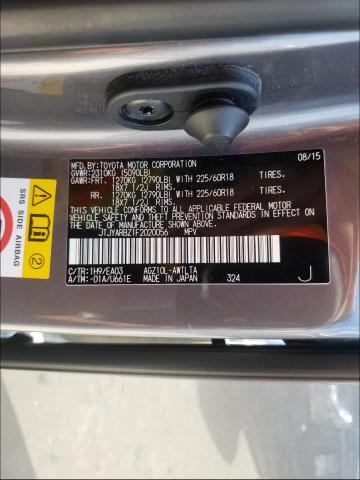 MFD.BY:TOYOTA MOTOR CORPORATION 08/15
GVWR:2310KG (5090LB)
GAWR:FRT. 1270KG (2790LB) WITH 225/60R18 TIRES.
18X7 1/2J RIMS.
RR. 1270KG (2790LB) WITH 225/60R18 TIRES.
18X7 1/2J RIMS.
THIS VEHICLE CONFORMS TO ALL APPLICABLE FEDERAL MOTOR
VEHICLE SAFETY AND THEFT PREVENTION STANDARDS IN EFFECT
ON THE DATE OF MANUFACTURE SHOWN ABOVE.
JTJYARBZ1F2020056 MPV
C/TR:1H9/EA03 AGZ10L-AWTLTA
A/TM:-01A/U661E MADE IN JAPAN 324 J